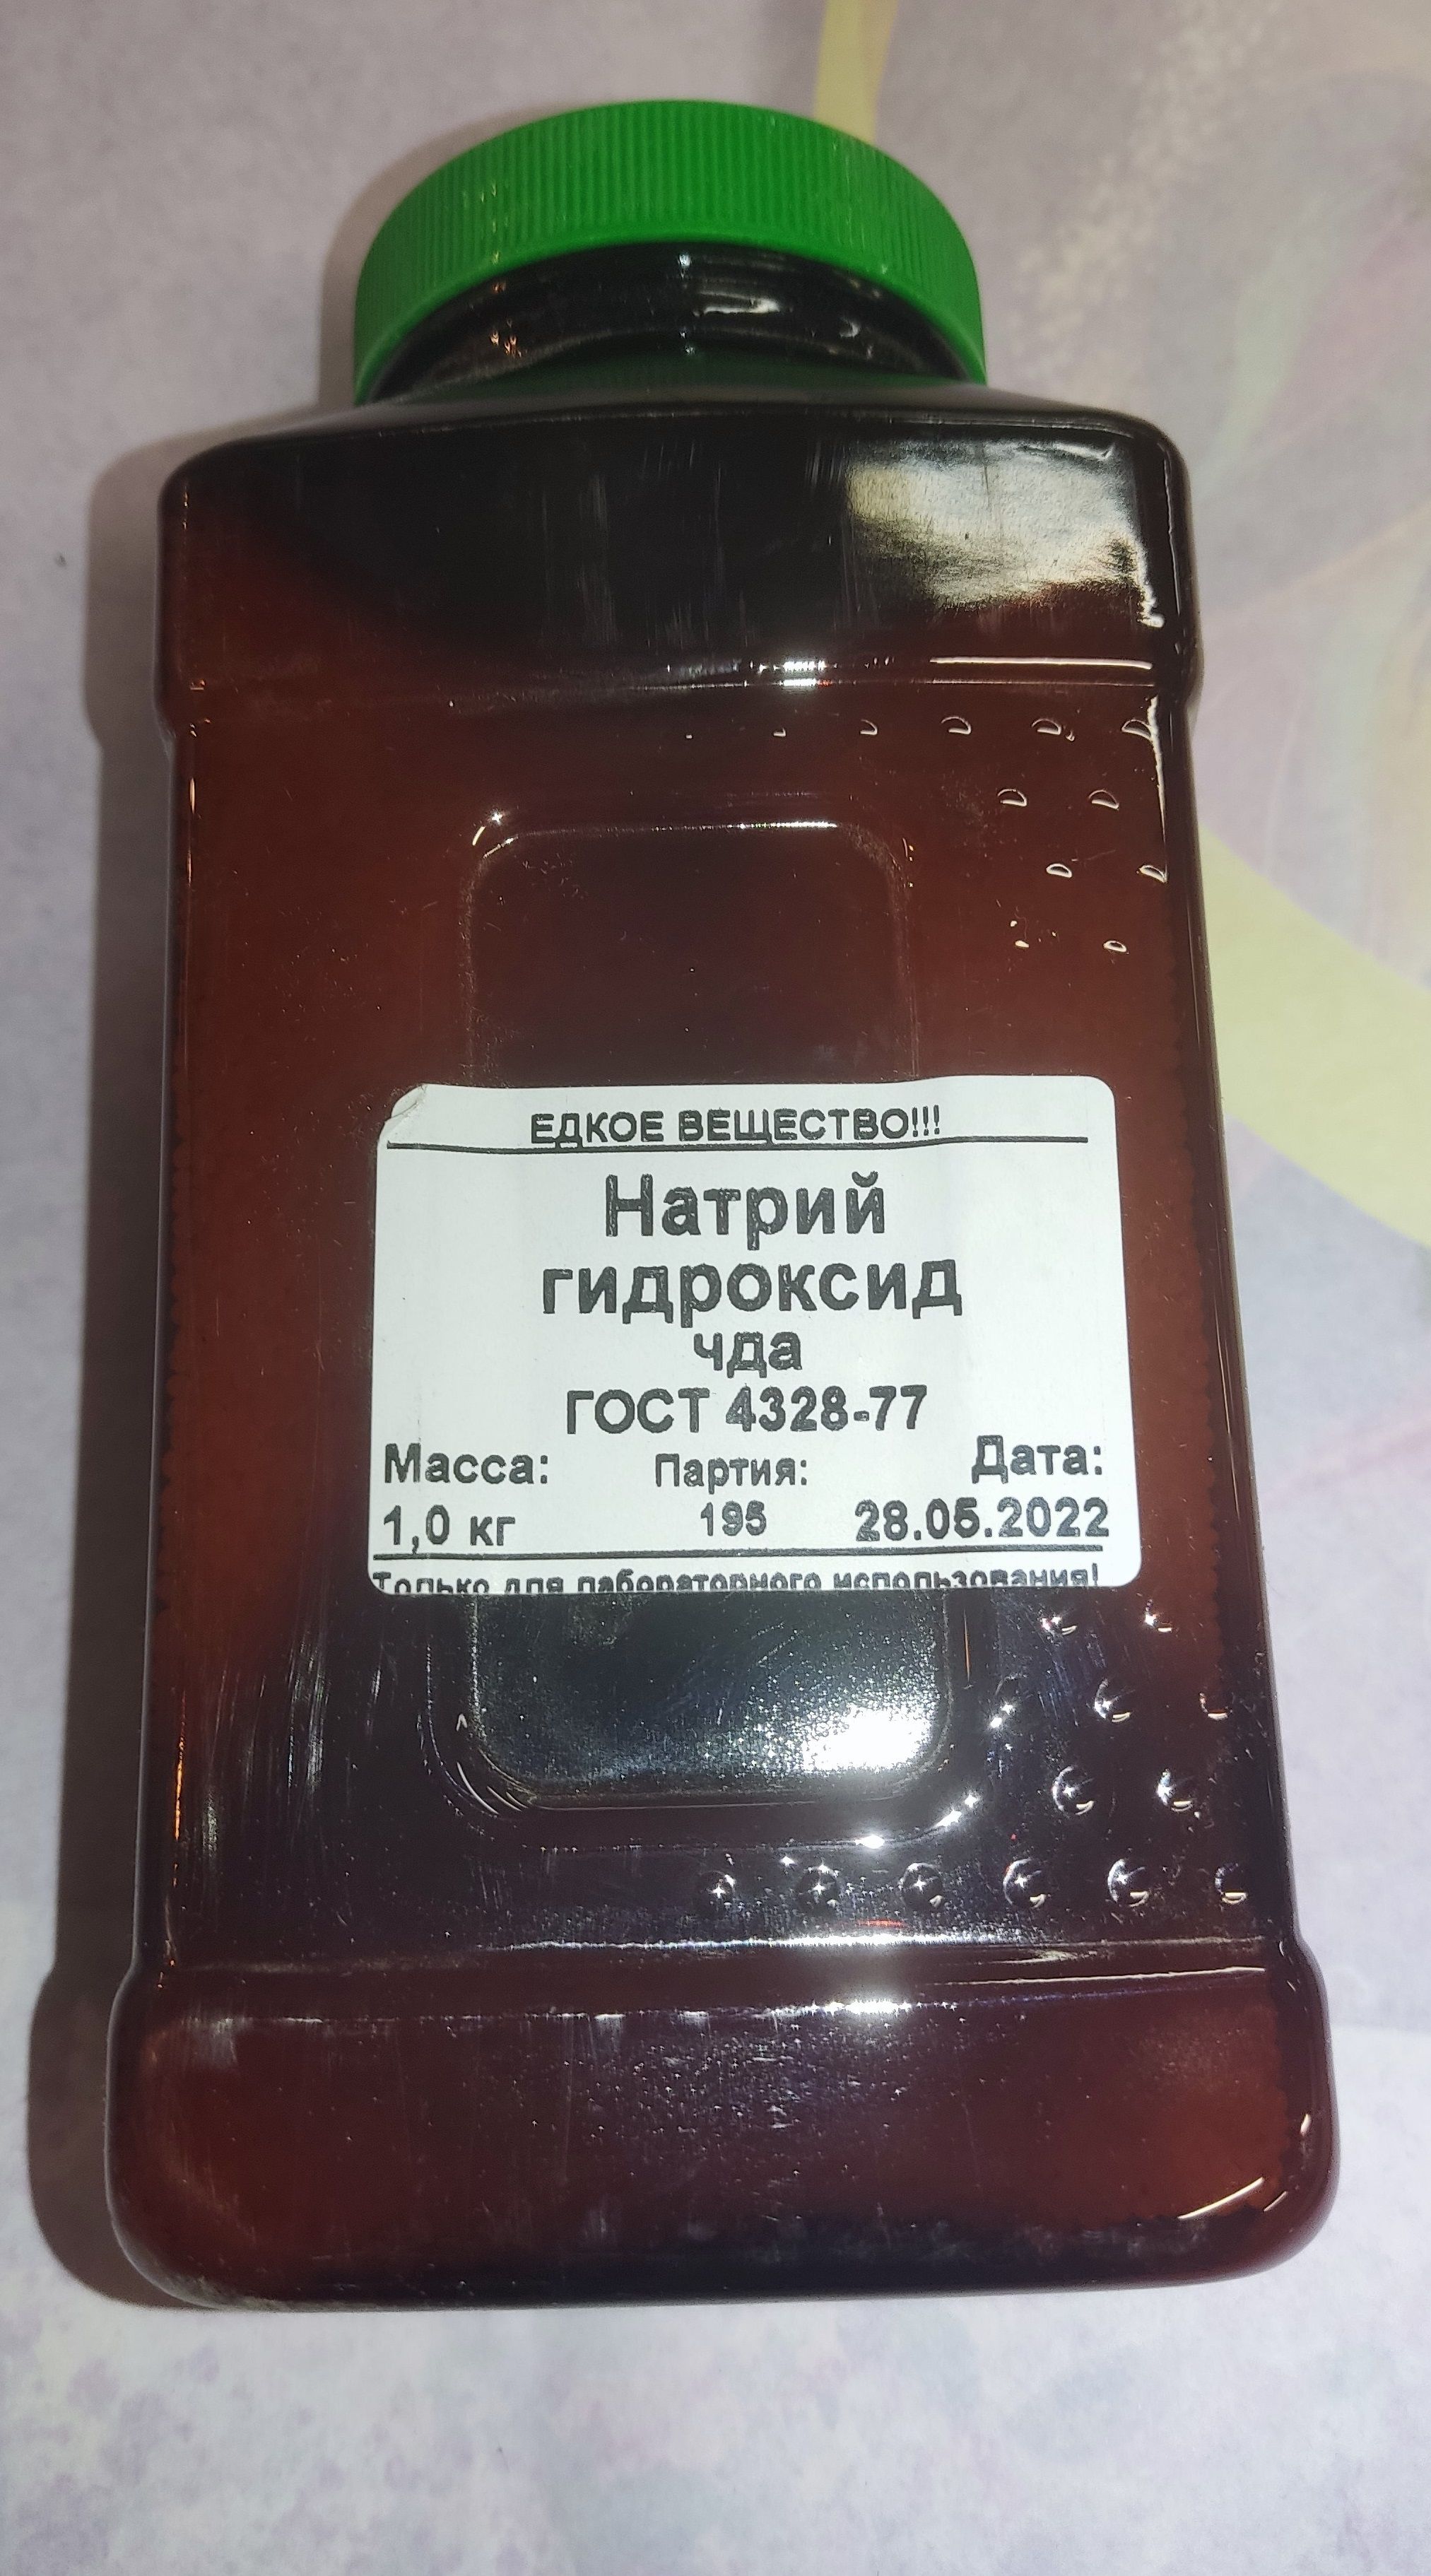 ЕДКОЕ ВЕЩЕСТВО!!!
Натрий
гидроксид
чда
ГОСТ 4328-77
Масса: Партия: Дата:
1,0 кг 195 28.05.2022
Только для лабораторного использования!